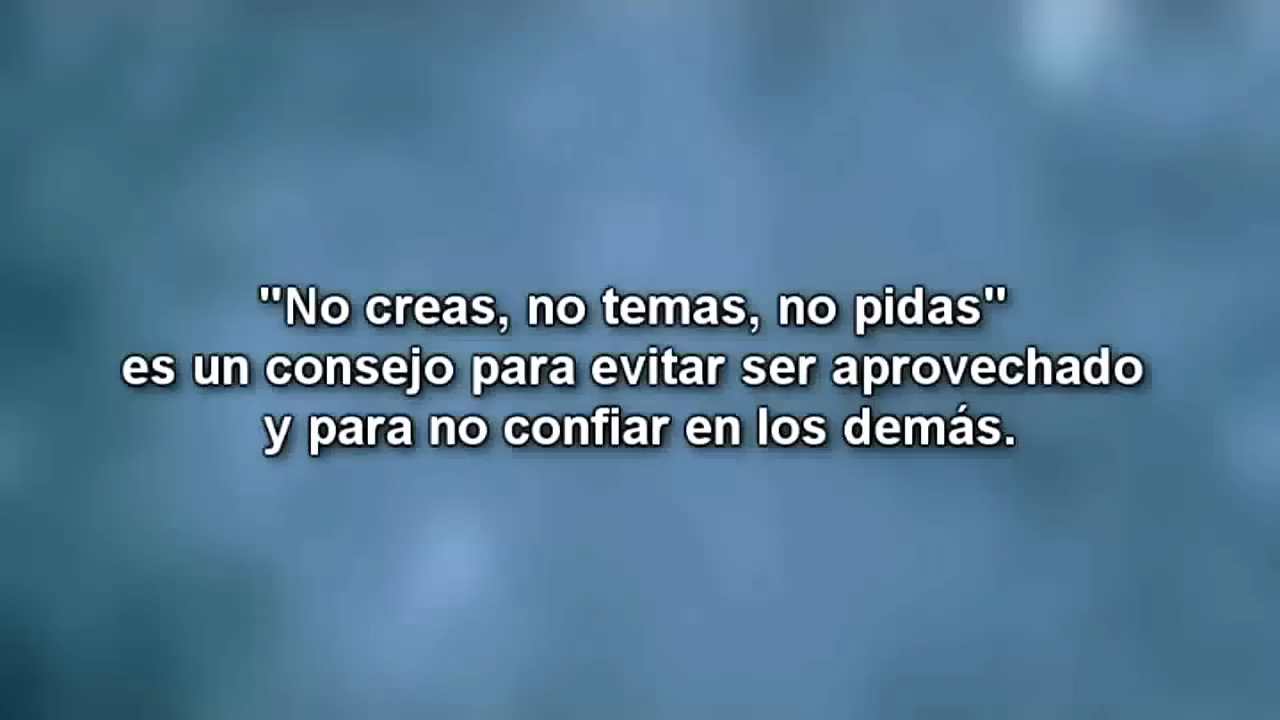 "No creas, no temas, no pidas"
es un consejo para evitar ser aprovechado
y para no confiar en los demás.